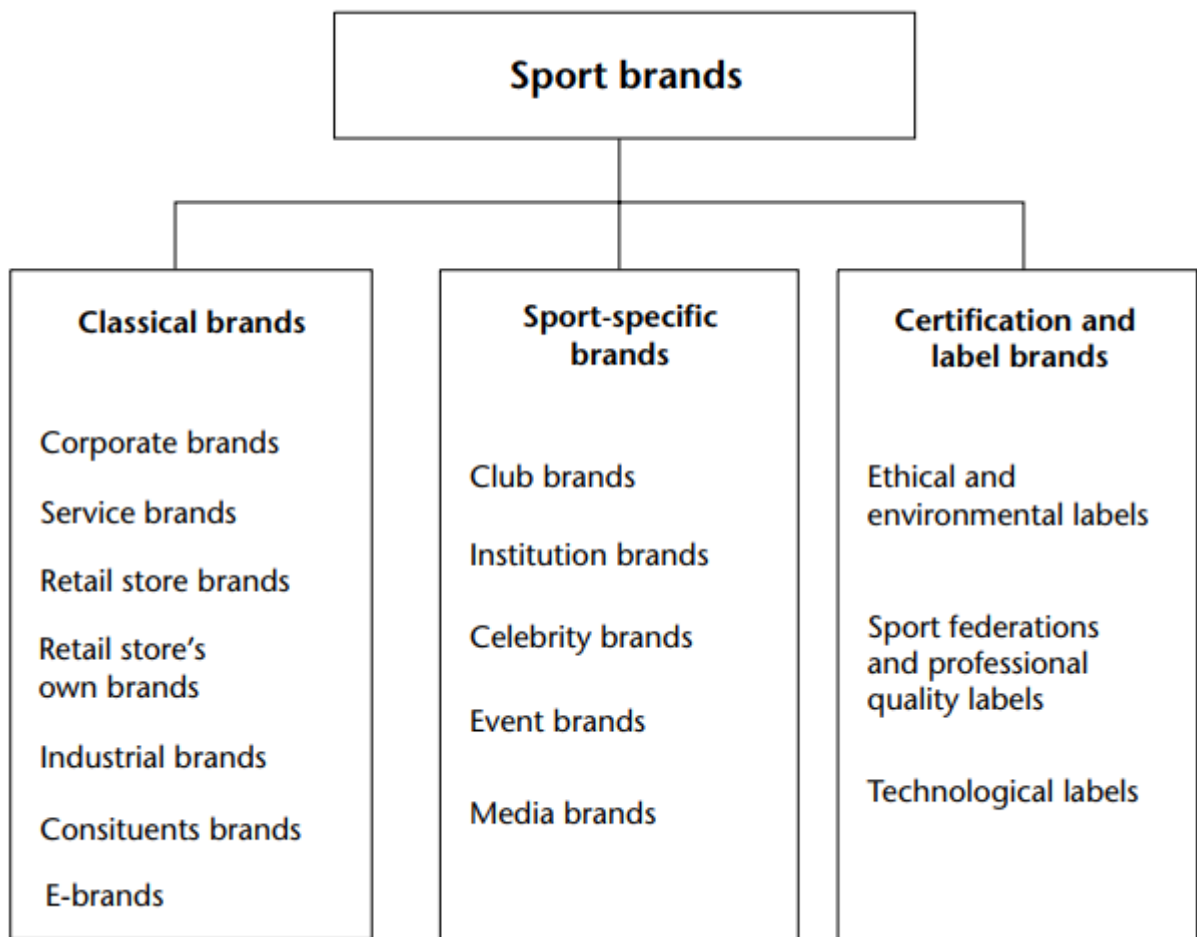 Sport brands
Classical brands
Corporate brands
Service brands
Retail store brands
Retail store’s
own brands
Industrial brands
Consituents brands
E-brands
Sport-specific
brands
Club brands
Institution brands
Celebrity brands
Event brands
Media brands
Certification and
label brands
Ethical and
environmental labels
Sport federations
and professional
quality labels
Technological labels